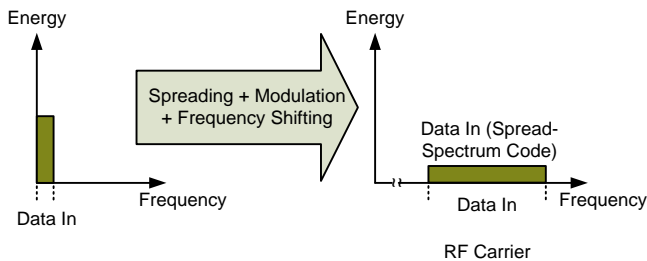 Energy
Frequency
Data In
Spreading + Modulation
+ Frequency Shifting
Energy
Data In (Spread-
Spectrum Code)
Frequency
Data In
RF Carrier